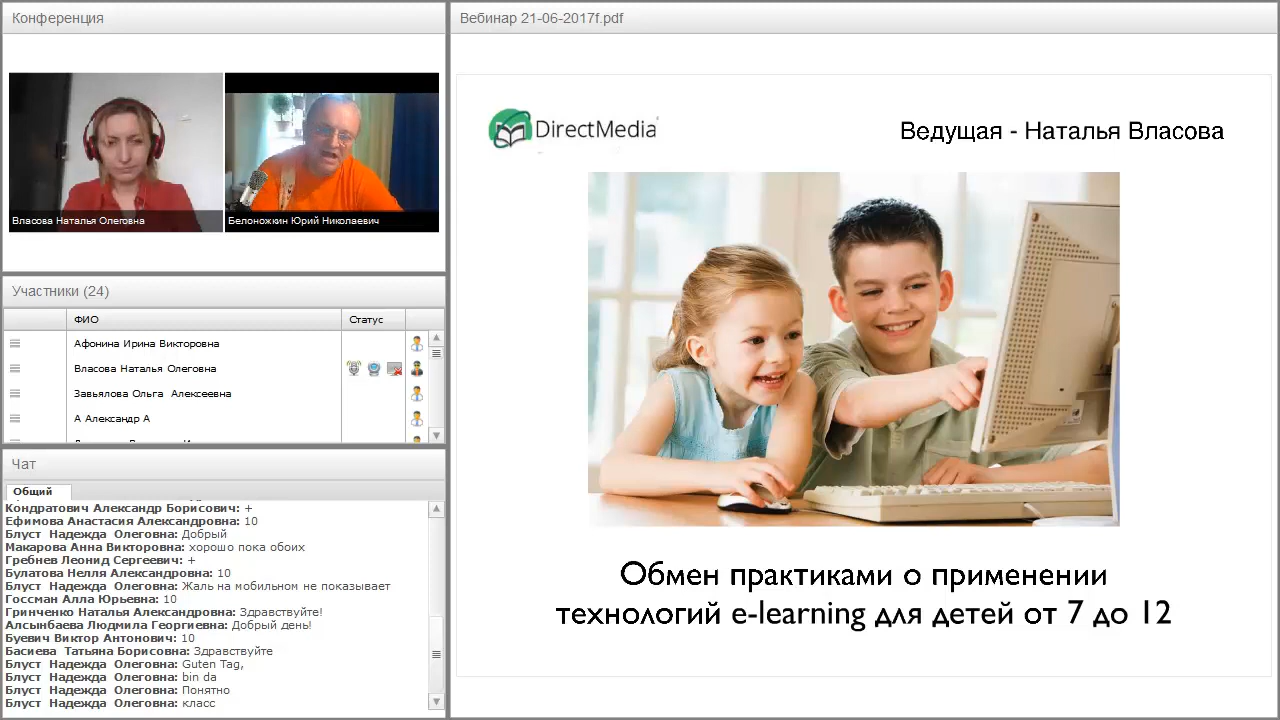 Конференция
Власова Наталья Олеговна
Белоножкин Юрий Николаевич
Участники (24)
ФИО
Статус
Афонина Ирина Викторовна
Власова Наталья Олеговна
Завьялова Ольга Алексеевна
А Александр А
Чат
Общий
Кондратович Александр Борисович: +
Ефимова Анастасия Александровна: 10
Блуст Надежда Олеговна: Добрый
Макарова Анна Викторовна: хорошо пока обоих
Гребнев Леонид Сергеевич: +
Булатова Нелля Александровна: 10
Блуст Надежда Олеговна: Жаль на мобильном не показывает
Госсман Алла Юрьевна: 10
Гринченко Наталья Александровна: Здравствуйте!
Алсынбаева Людмила Георгиевна: Добрый день!
Буевич Виктор Антонович: 10
Басиева Татьяна Борисовна: Здравствуйте
Блуст Надежда Олеговна: Guten Tag,
Блуст Надежда Олеговна: bin da
Блуст Надежда Олеговна: Понятно
Блуст Надежда Олеговна: класс
Вебинар 21-06-2017f.pdf
DirectMedia
Ведущая - Наталья Власова
Обмен практиками о применении
технологий e-learning для детей от 7 до 12